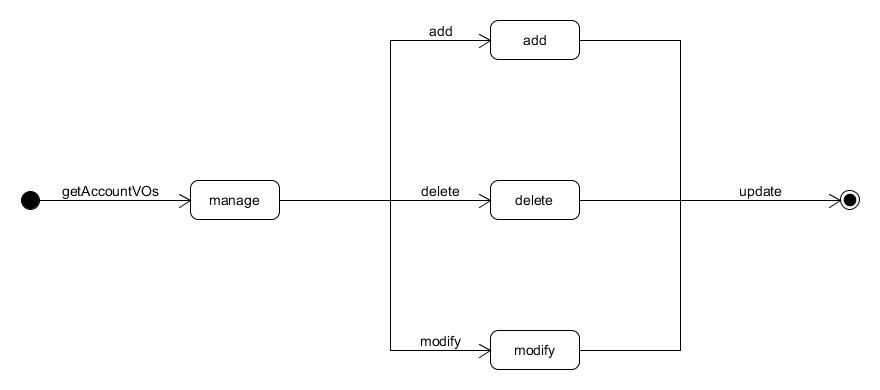 add
add
getAccountVOs
manage
delete
delete
update
modify
modify